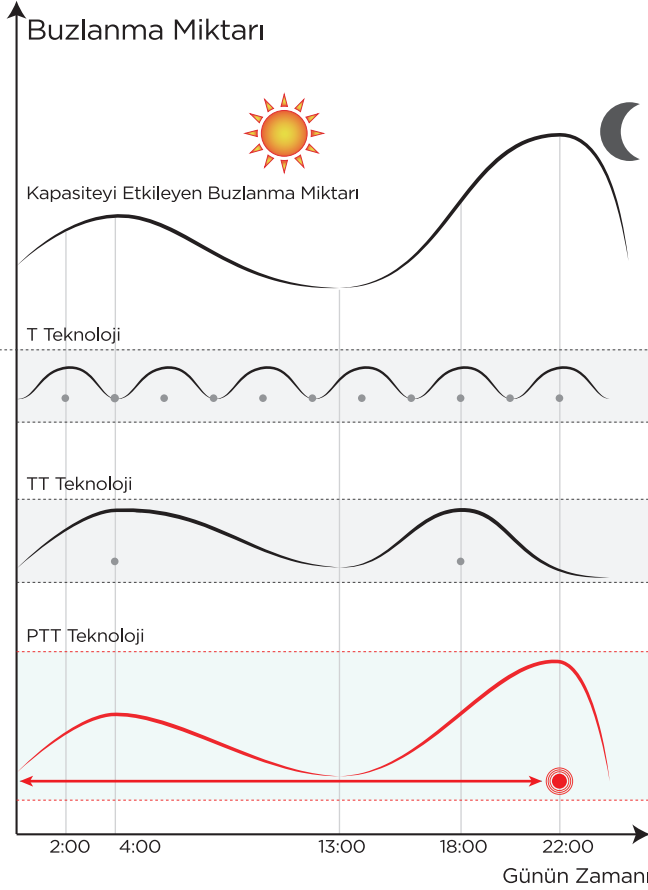 Buzlanma Miktarı
Kapasiteyi Etkileyen Buzlanma Miktarı
T Teknoloji
TT Teknoloji
PTT Teknoloji
2:00 4:00 13:00 18:00 22:00
Günün Zamanı